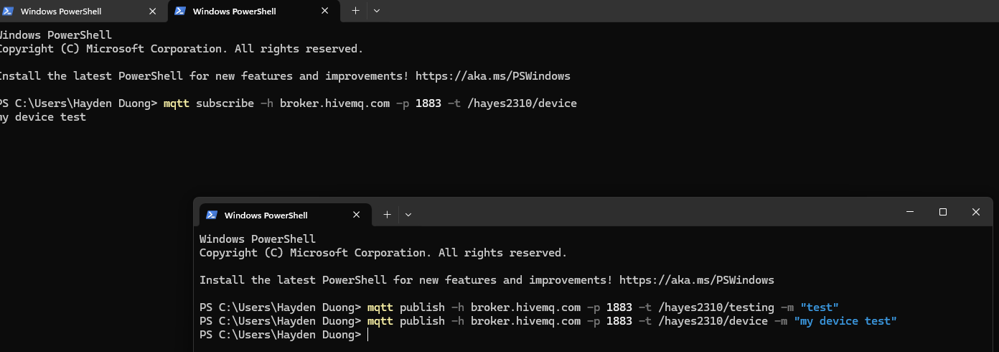 Windows PowerShell
Windows PowerShell
Windows PowerShell
Copyright (C) Microsoft Corporation. All rights reserved.
Install the latest PowerShell for new features and improvements! https://aka.ms/PSWindows
PS C:\Users\Hayden Duong> mqtt subscribe -h broker.hivemq.com -p 1883 -t /hayes2310/device
my device test
Windows PowerShell
Windows PowerShell
Copyright (C) Microsoft Corporation. All rights reserved.
Install the latest PowerShell for new features and improvements! https://aka.ms/PSWindows
PS C:\Users\Hayden Duong> mqtt publish -h broker.hivemq.com -p 1883 -t /hayes2310/testing -m "test"
PS C:\Users\Hayden Duong> mqtt publish -h broker.hivemq.com -p 1883 -t /hayes2310/device -m "my device test"
PS C:\Users\Hayden Duong>